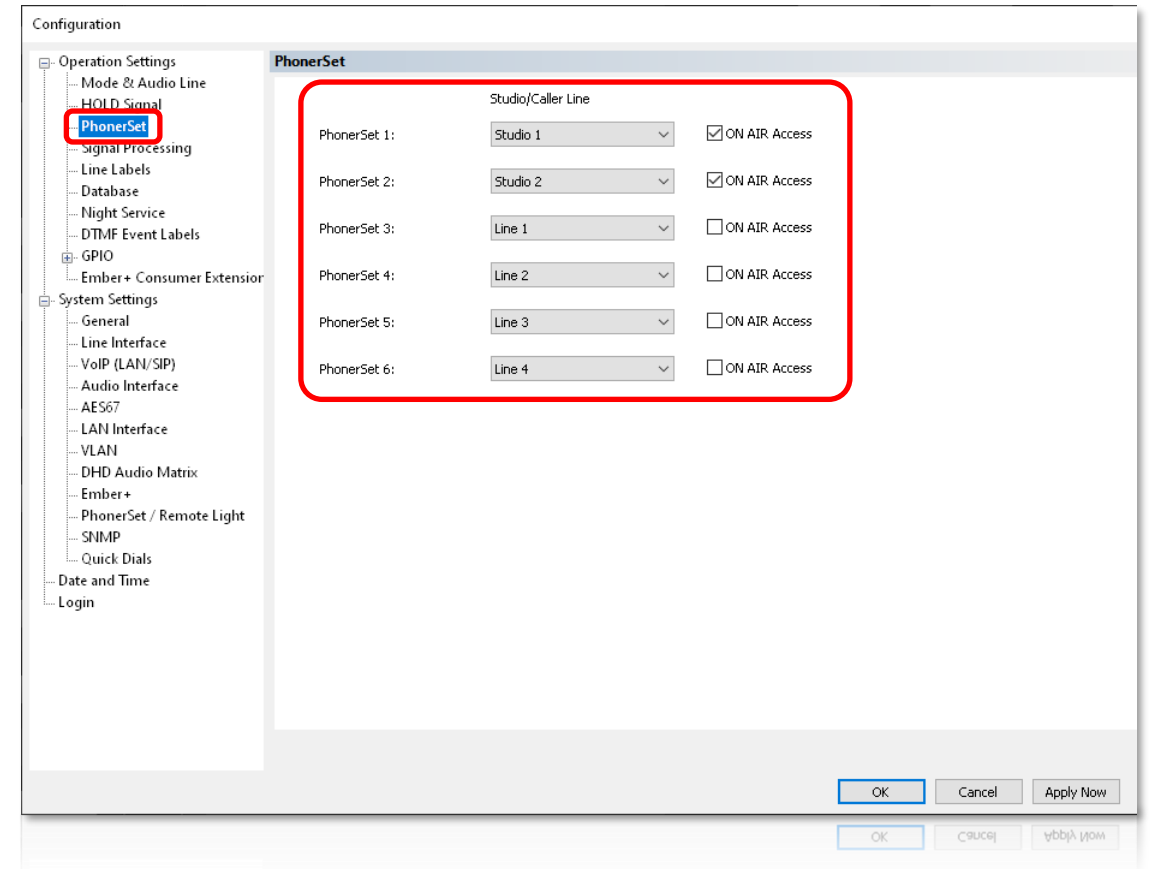 Configuration
Operation Settings
Mode & Audio Line
HOLD Signal
PhonerSet
Signal Processing
Line Labels
Database
Night Service
DTMF Event Labels
GPIO
Ember+ Consumer Extension
System Settings
General
Line Interface
VoIP (LAN/SIP)
Audio Interface
AES67
LAN Interface
VLAN
DHD Audio Matrix
Ember+
PhonerSet / Remote Light
SNMP
Quick Dials
Date and Time
Login
PhonerSet
Studio/Caller Line
PhonerSet 1: Studio 1 ON AIR Access
PhonerSet 2: Studio 2 ON AIR Access
PhonerSet 3: Line 1 ON AIR Access
PhonerSet 4: Line 2 ON AIR Access
PhonerSet 5: Line 3 ON AIR Access
PhonerSet 6: Line 4 ON AIR Access
OK Cancel Apply Now
OK Cancel Apply Now